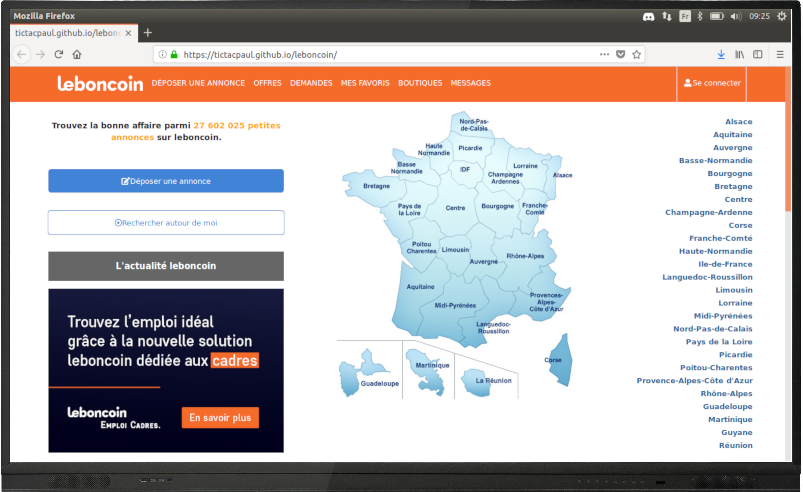 Mozilla Firefox
Fr
09:25
tictacpaul.github.io/lebonc
https://tictacpaul.github.io/leboncoin/
leboncoin
DÉPOSER UNE ANNONCE
OFFRES
DEMANDES
MES FAVORIS
BOUTIQUES
MESSAGES
Se connecter
Trouvez la bonne affaire parmi 27 602 025 petites
annonces sur leboncoin.
Déposer une annonce
Rechercher autour de moi
L'actualité leboncoin
Trouvez l'emploi idéal
grâce à la nouvelle solution
leboncoin dédiée aux cadres
leboncoin
EMPLOI CADRES.
En savoir plus
Nord-Pas-
de-Calais
Haute
Normandie
Picardie
Basse
Normandie
IDF
Lorraine
Champagne
Ardennes
Alsace
Bretagne
Pays de
la Loire
Centre
Bourgogne
Franche-
Comté
Poitou
Charentes
Limousin
Auvergne
Rhône-Alpes
Aquitaine
Midi-Pyrénées
Provences-
Alpes-
Côte d'Azur
Languedoc-
Roussillon
Corse
Guadeloupe
Martinique
La Réunion
Alsace
Aquitaine
Auvergne
Basse-Normandie
Bourgogne
Bretagne
Centre
Champagne-Ardenne
Corse
Franche-Comté
Haute-Normandie
Ile-de-France
Languedoc-Roussillon
Limousin
Lorraine
Midi-Pyrénées
Nord-Pas-de-Calais
Pays de la Loire
Picardie
Poitou-Charentes
Provence-Alpes-Côte d'Azur
Rhône-Alpes
Guadeloupe
Martinique
Guyane
Réunion